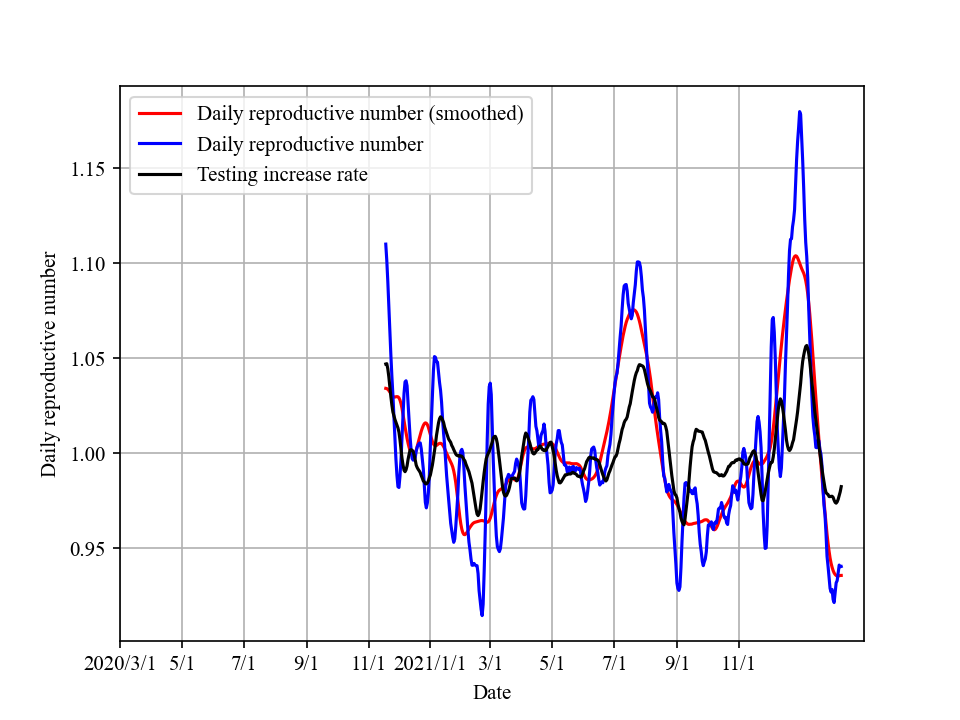 Daily reproductive number (smoothed)
Daily reproductive number
Testing increase rate
Daily reproductive number
1.15
1.10
1.05
1.00
0.95
2020/3/1 5/1 7/1 9/1 11/1 2021/1/1 3/1 5/1 7/1 9/1 11/1
Date